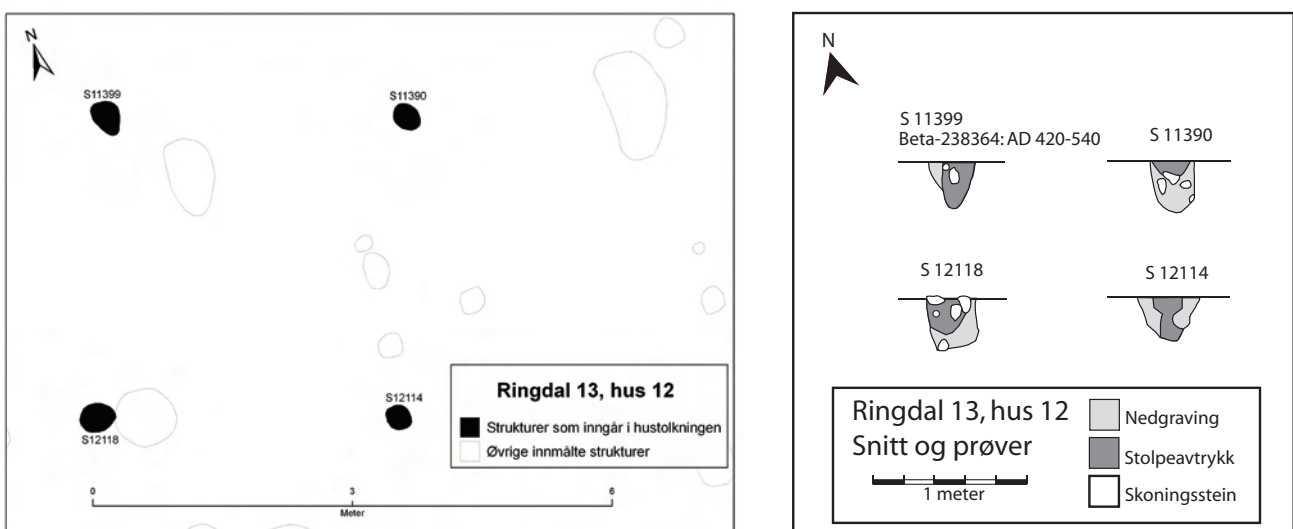 N
S11399
S11390
S12118
S12114
Ringdal 13, hus 12
Strukturer som inngår i hustolkningen
Øvrige innmålte strukturer
0 3 6
Meter
N
S 11399
Beta-238364: AD 420-540
S 11390
S 12118
S 12114
Ringdal 13, hus 12
Snitt og prøver
1 meter
Nedgraving
Stolpeavtrykk
Skoningsstein